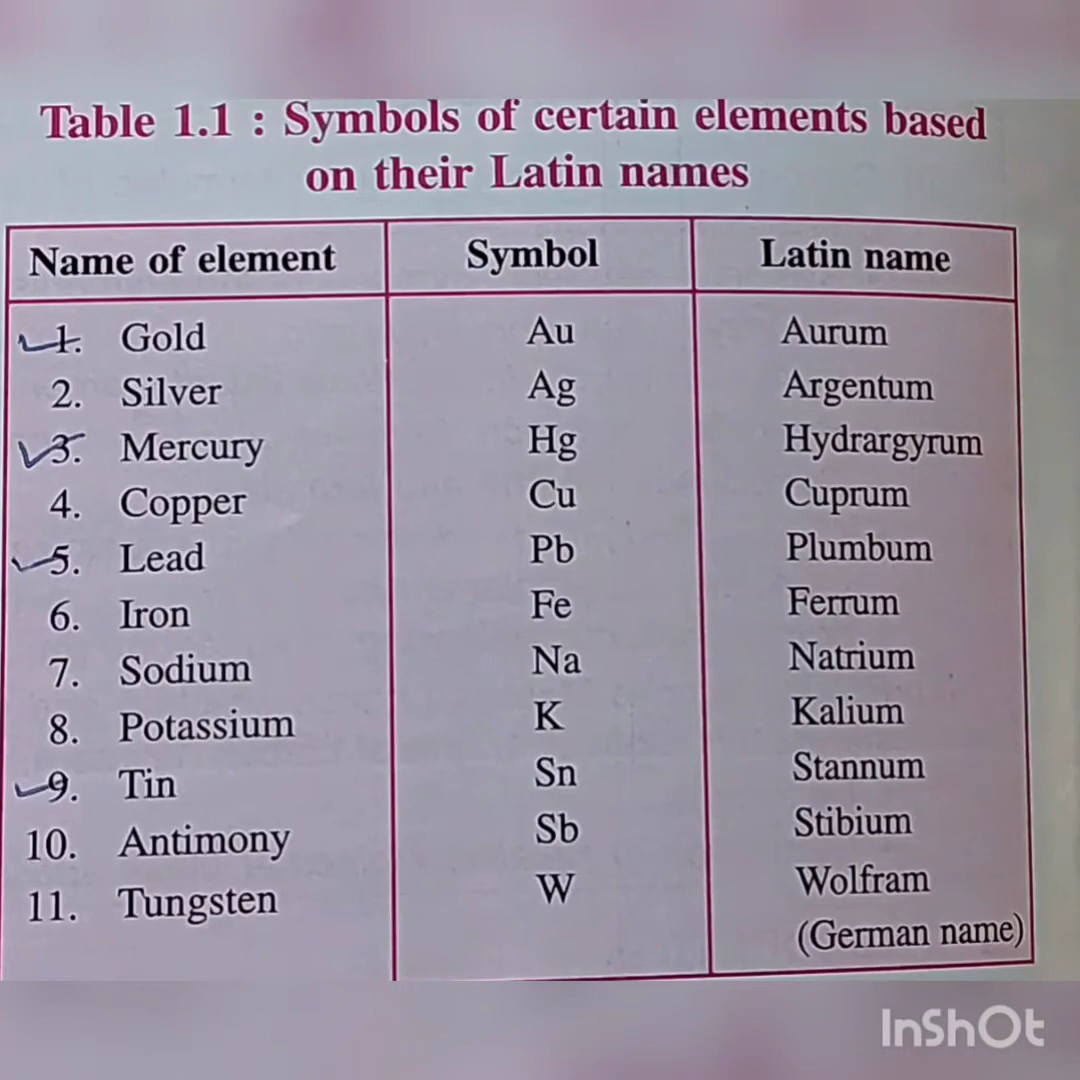 Table 1.1 : Symbols of certain elements based
on their Latin names
Name of element Symbol Latin name
1. Gold Au Aurum
2. Silver Ag Argentum
3. Mercury Hg Hydrargyrum
4. Copper Cu Cuprum
5. Lead Pb Plumbum
6. Iron Fe Ferrum
7. Sodium Na Natrium
8. Potassium K Kalium
9. Tin Sn Stannum
10. Antimony Sb Stibium
11. Tungsten W Wolfram
(German name)
InShOt